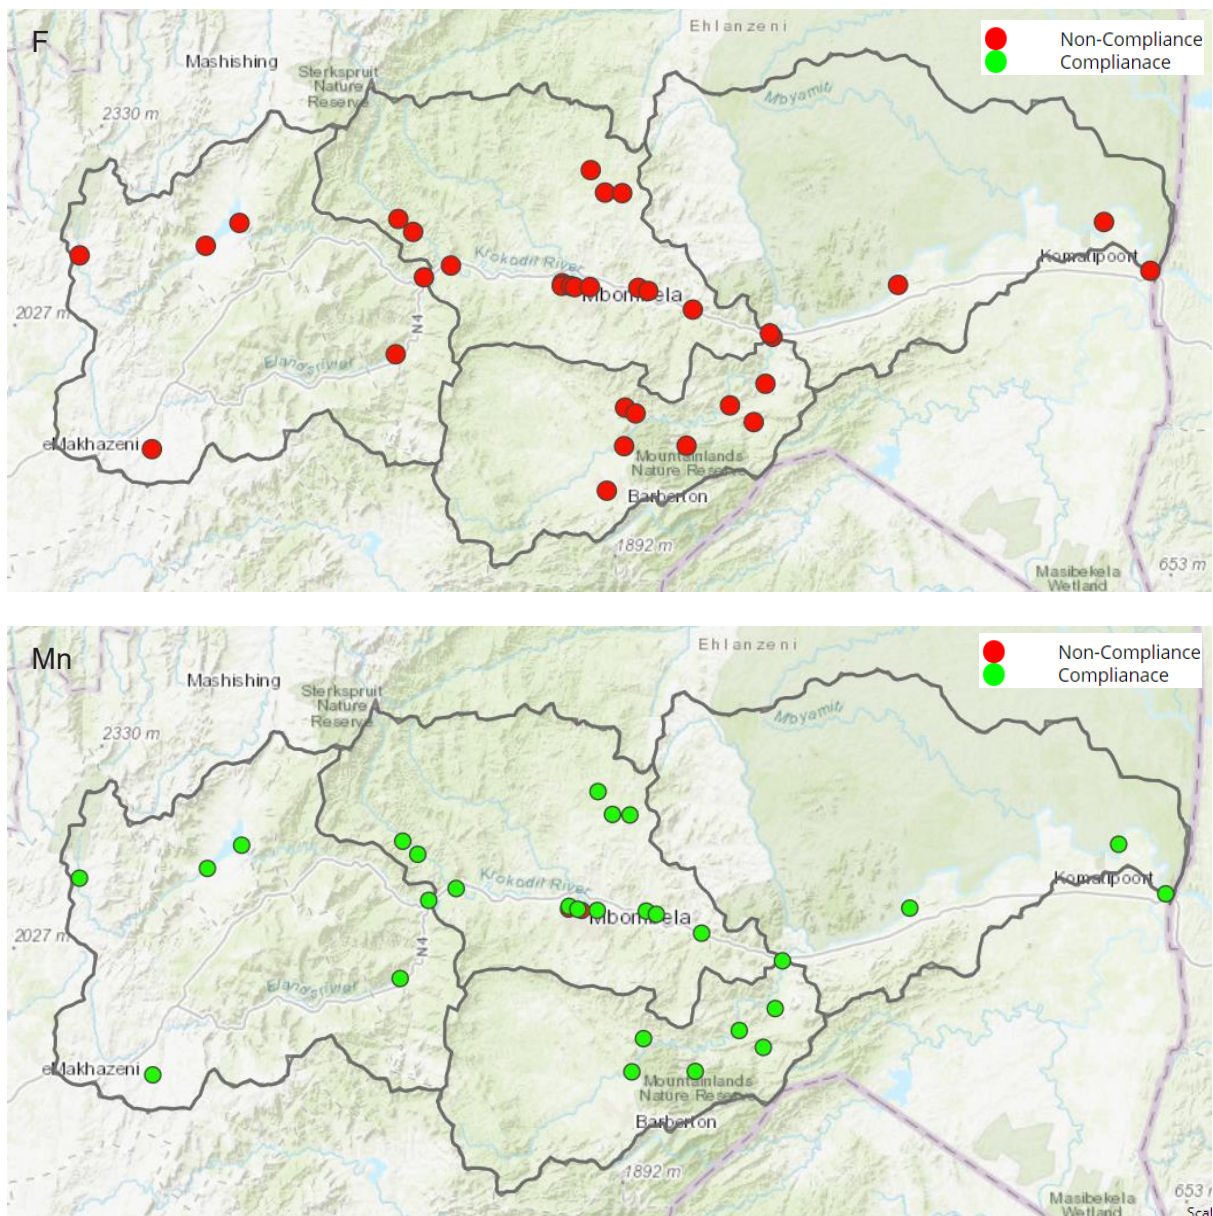 F
Ehlanzeni
Non-Compliance
Complianace
Mashishing
Sterkspruit
Nature
Reserve
Mbyamiti
2330 m
Krokodil River
Komatipoort
Mbombela
2027 m
N4
Elandsrivier
eMakhazeni
Mountainlands
Nature Reserve
Barberton
1892 m
653 m
Masibekela
Wetland
Mn
Ehlanzeni
Non-Compliance
Complianace
Mashishing
Sterkspruit
Nature
Reserve
Mbyamiti
2330 m
Krokodil River
Komatipoort
Mbombela
2027 m
N4
Elandsrivier
eMakhazeni
Mountainlands
Nature Reserve
Barberton
1892 m
653
Masibekela
Wetland